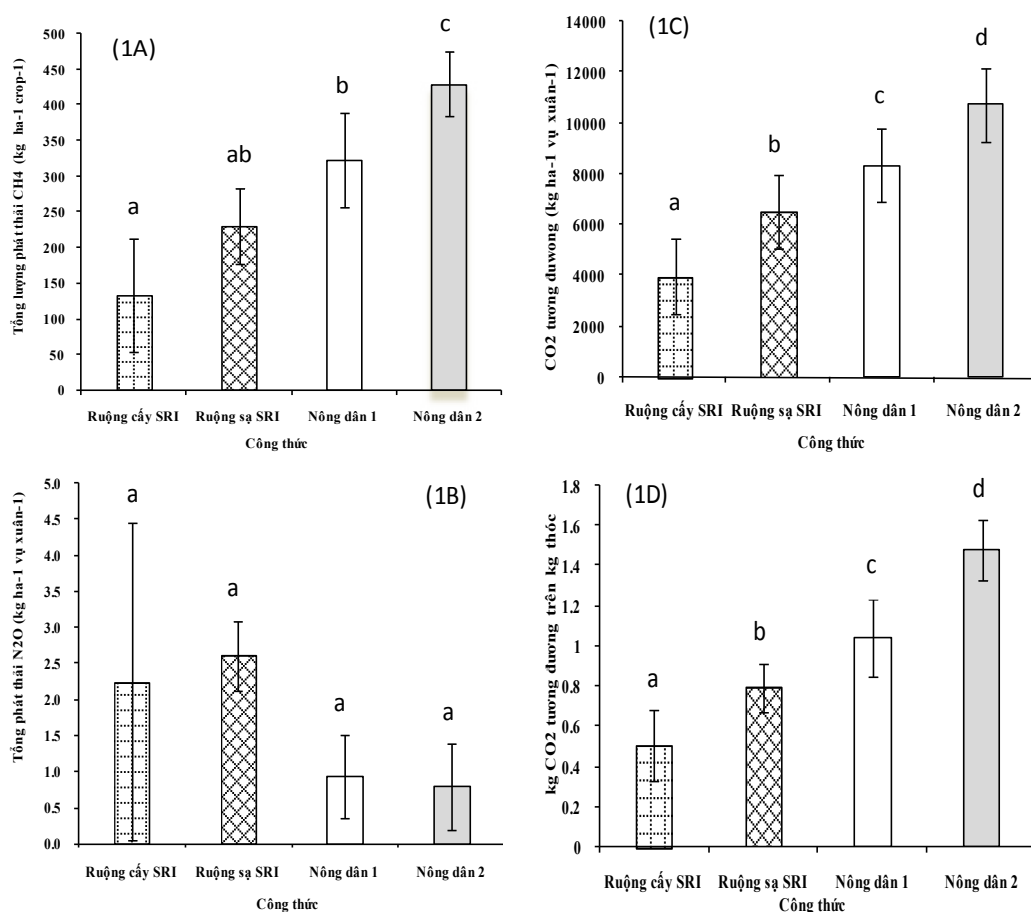 (1A)
Tổng lượng phát thải CH4 (kg ha-1 crop-1)
500
450
400
350
300
250
200
150
100
50
0
a
ab
b
c
Ruộng cấy SRI Ruộng sạ SRI Nông dân 1 Nông dân 2
Công thức
(1C)
CO2 tương duwong (kg ha-1 vụ xuân-1)
14000
12000
10000
8000
6000
4000
2000
0
a
b
c
d
Ruộng cấy SRI Ruộng sạ SRI Nông dân 1 Nông dân 2
Công thức
(1B)
Tổng phát thải N2O (kg ha-1 vụ xuân-1)
5.0
4.5
4.0
3.5
3.0
2.5
2.0
1.5
1.0
0.5
0.0
a
a
a
a
Ruộng cấy SRI Ruộng sạ SRI Nông dân 1 Nông dân 2
Công thức
(1D)
kg CO2 tương đương trên kg thóc
1.8
1.6
1.4
1.2
1
0.8
0.6
0.4
0.2
0
a
b
c
d
Ruộng cấy SRI Ruộng sạ SRI Nông dân 1 Nông dân 2
Công thức